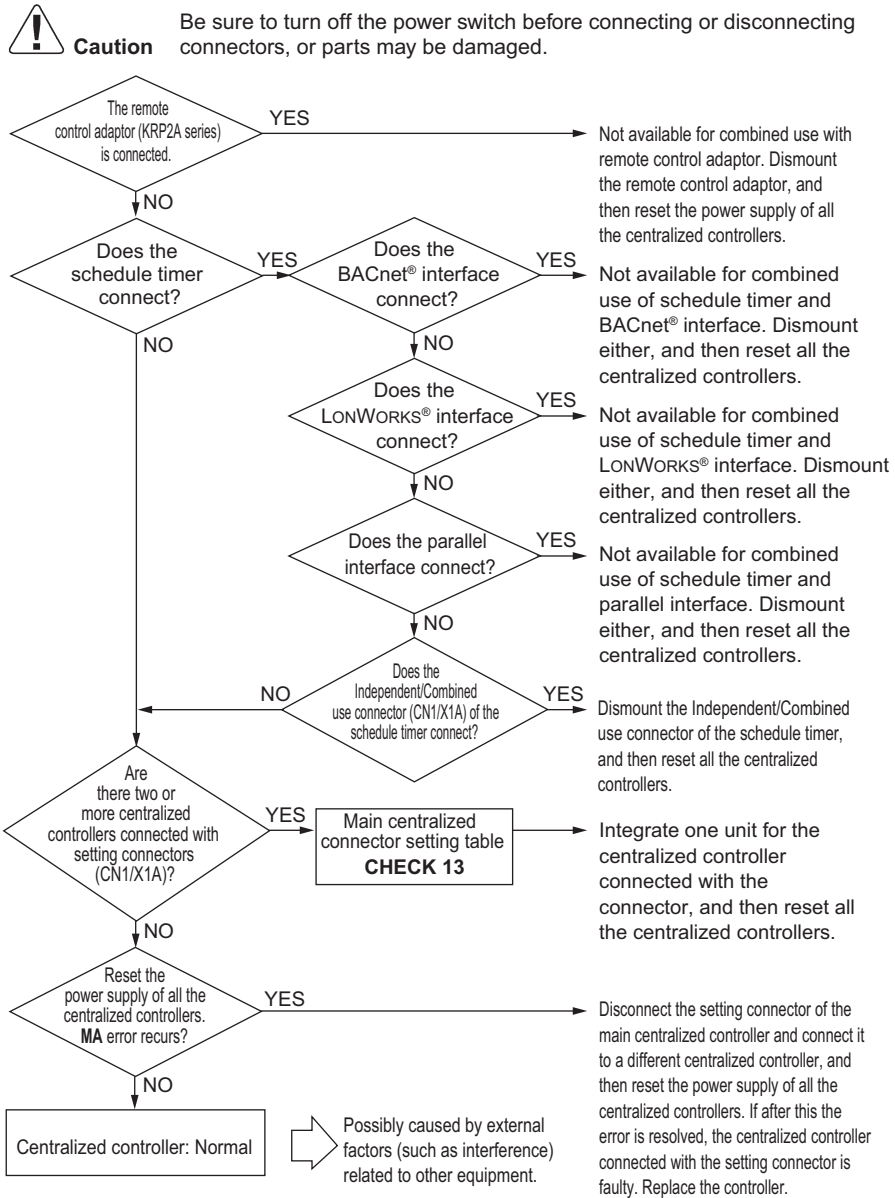 Caution
Be sure to turn off the power switch before connecting or disconnecting
connectors, or parts may be damaged.
The remote
control adaptor (KRP2A series)
is connected.
YES
Not available for combined use with
remote control adaptor. Dismount
the remote control adaptor, and
then reset the power supply of all
the centralized controllers.
NO
Does the
schedule timer
connect?
YES
Does the
BACnet® interface
connect?
YES
Not available for combined
use of schedule timer and
BACnet® interface. Dismount
either, and then reset all the
centralized controllers.
NO
NO
Does the
LONWORKS® interface
connect?
YES
Not available for combined
use of schedule timer and
LONWORKS® interface. Dismount
either, and then reset all the
centralized controllers.
NO
Does the parallel
interface connect?
YES
Not available for combined
use of schedule timer and
parallel interface. Dismount
either, and then reset all the
centralized controllers.
NO
Does the
Independent/Combined
use connector (CN1/X1A) of the
schedule timer connect?
NO
YES
Dismount the Independent/Combined
use connector of the schedule timer,
and then reset all the centralized
controllers.
Are
there two or
more centralized
controllers connected with
setting connectors
(CN1/X1A)?
YES
Main centralized
connector setting table
CHECK 13
Integrate one unit for the
centralized controller
connected with the
connector, and then reset all
the centralized controllers.
NO
Reset the
power supply of all the
centralized controllers.
MA error recurs?
YES
Disconnect the setting connector of the
main centralized controller and connect it
to a different centralized controller, and
then reset the power supply of all the
centralized controllers. If after this the
error is resolved, the centralized controller
connected with the setting connector is
faulty. Replace the controller.
NO
Centralized controller: Normal
Possibly caused by external
factors (such as interference)
related to other equipment.